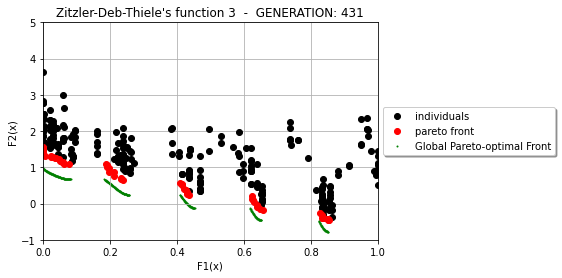 Zitzler-Deb-Thiele's function 3 - GENERATION: 431
5
4
3
2
1
0
−1
F2(x)
0.0 0.2 0.4 0.6 0.8 1.0
F1(x)
individuals
pareto front
Global Pareto-optimal Front